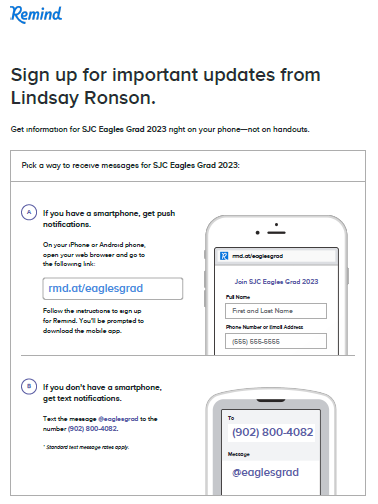 Remind
Sign up for important updates from
Lindsay Ronson.
Get information for SJC Eagles Grad 2023 right on your phone—not on handouts.
Pick a way to receive messages for SJC Eagles Grad 2023:
A
If you have a smartphone, get push
notifications.
On your iPhone or Android phone,
open your web browser and go to
the following link:
rmd.at/eaglesgrad
Follow the instructions to sign up
for Remind. You'll be prompted to
download the mobile app.
R
rmd.at/eaglesgrad
Join SJC Eagles Grad 2023
Full Name
First and Last Name
Phone Number or Email Address
(555) 555-5555
B
If you don't have a smartphone,
get text notifications.
Text the message @eaglesgrad to the
number (902) 800-4082.
* Standard text message rates apply.
To
(902) 800-4082
Message
@eaglesgrad